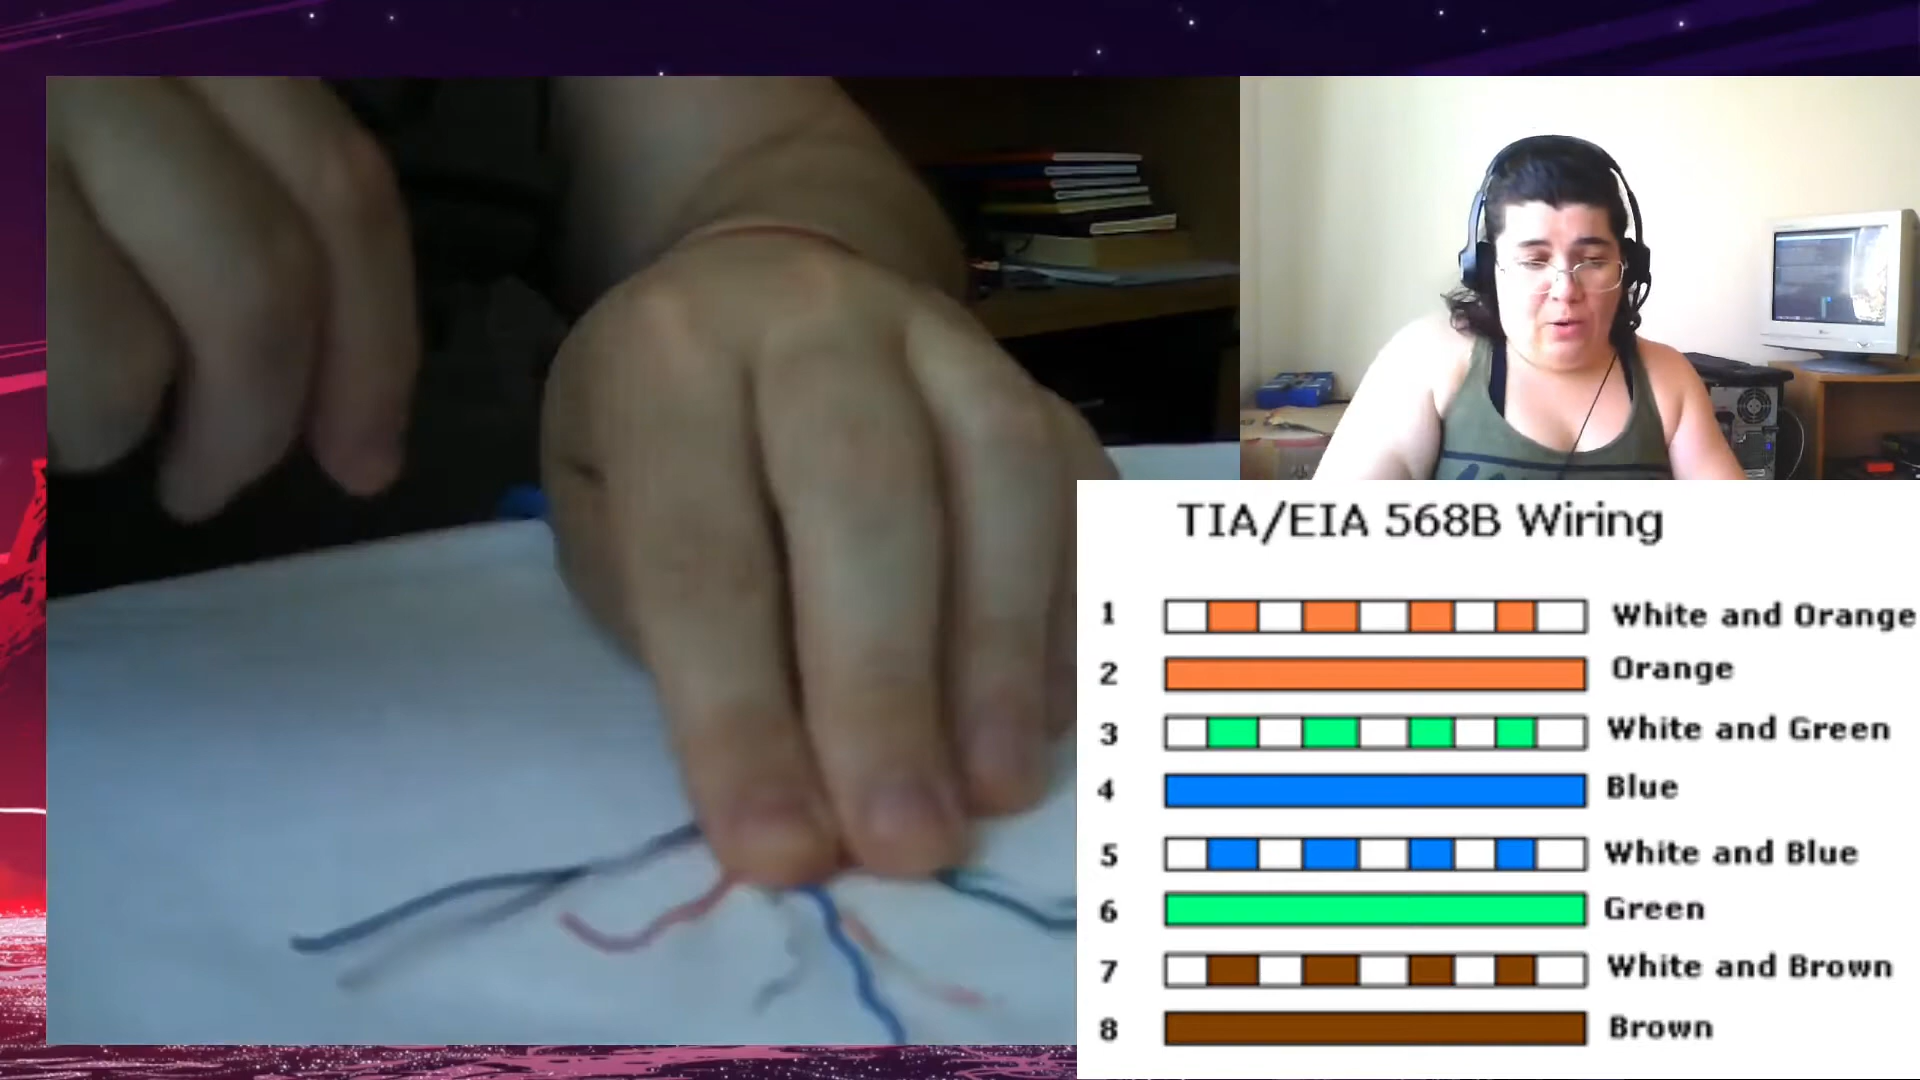 TIA/EIA 568B Wiring
1 White and Orange
2 Orange
3 White and Green
4 Blue
5 White and Blue
6 Green
7 White and Brown
8 Brown